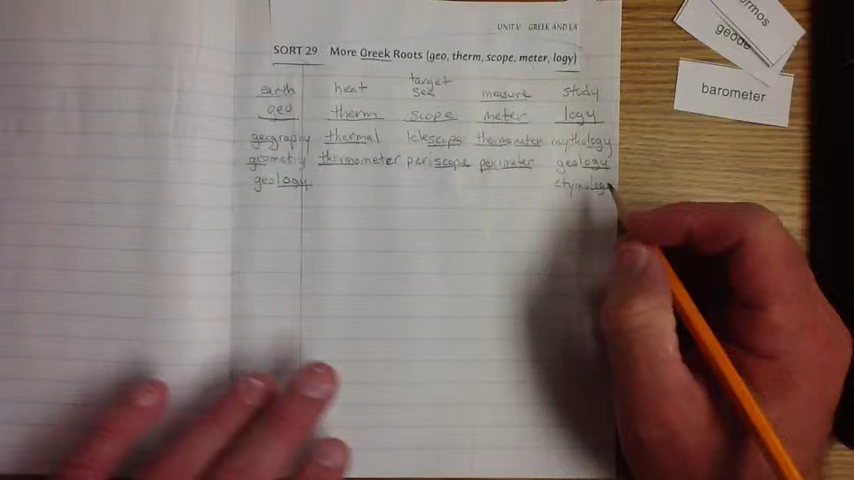 UNIT V GREEK AND LA
SORT 29 More Greek Roots (geo, therm, scope, meter, logy)
earth heat target see measure study
geo therm scope meter logy
geography thermal telescope thermometer mythology
geometry thermometer periscope perimeter geology
geology etymolog
geode
barometer